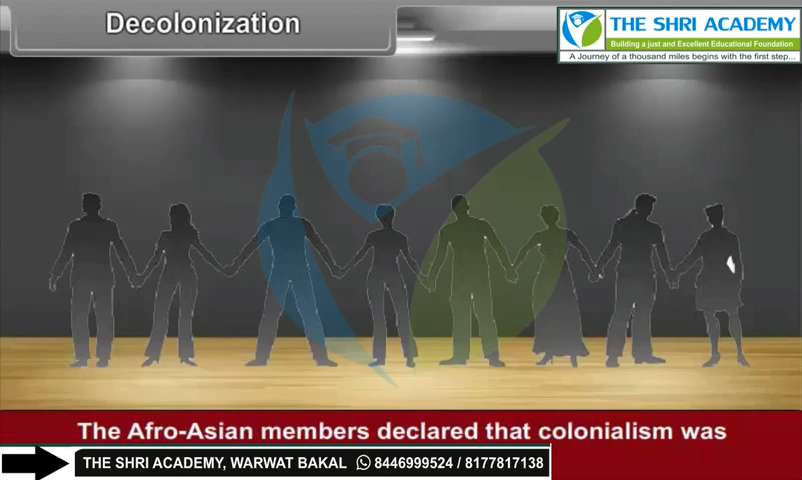 Decolonization
THE SHRI ACADEMY
Building a just and Excellent Educational Foundation
A Journey of a thousand miles begins with the first step...
The Afro-Asian members declared that colonialism was
THE SHRI ACADEMY, WARWAT BAKAL 8446999524 / 8177817138